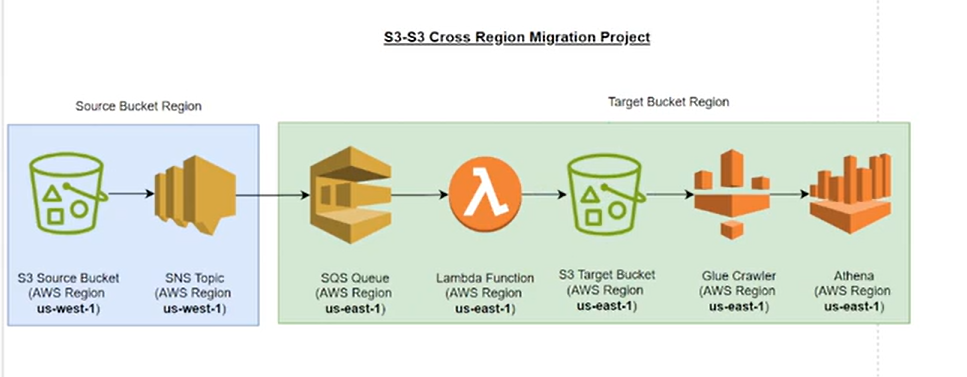 S3-S3 Cross Region Migration Project
Source Bucket Region
Target Bucket Region
S3 Source Bucket
(AWS Region
us-west-1)
SNS Topic
(AWS Region
us-west-1)
SQS Queue
(AWS Region
us-east-1)
Lambda Function
(AWS Region
us-east-1)
S3 Target Bucket
(AWS Region
us-east-1)
Glue Crawler
(AWS Region
us-east-1)
Athena
(AWS Region
us-east-1)